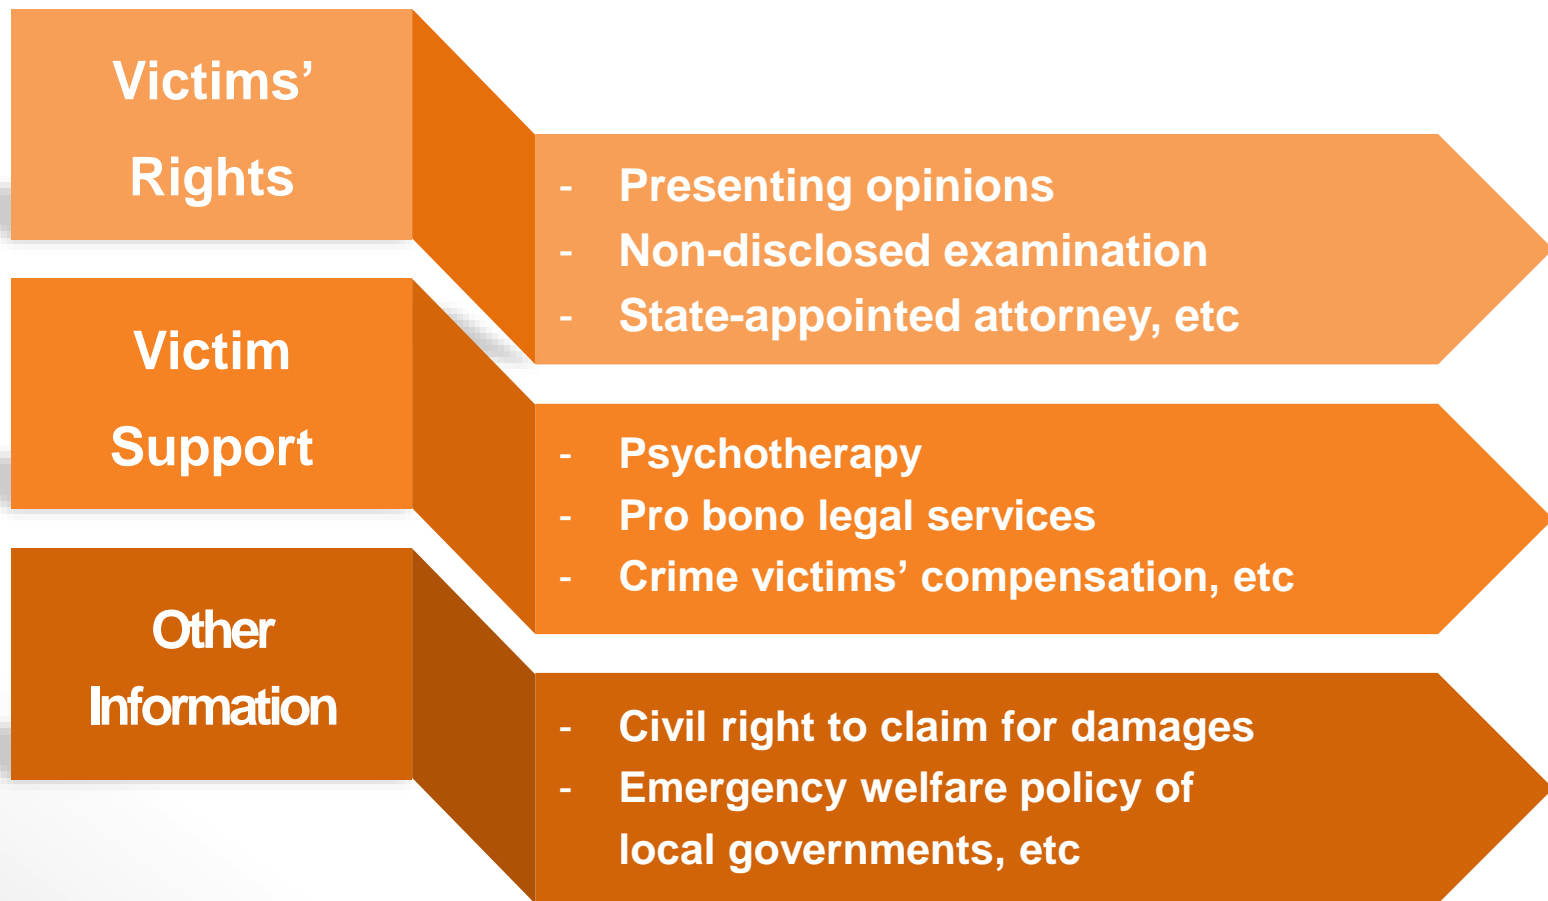 Victims’
Rights
- Presenting opinions
- Non-disclosed examination
- State-appointed attorney, etc
Victim
Support
- Psychotherapy
- Pro bono legal services
- Crime victims’ compensation, etc
Other
Information
- Civil right to claim for damages
- Emergency welfare policy of
local governments, etc